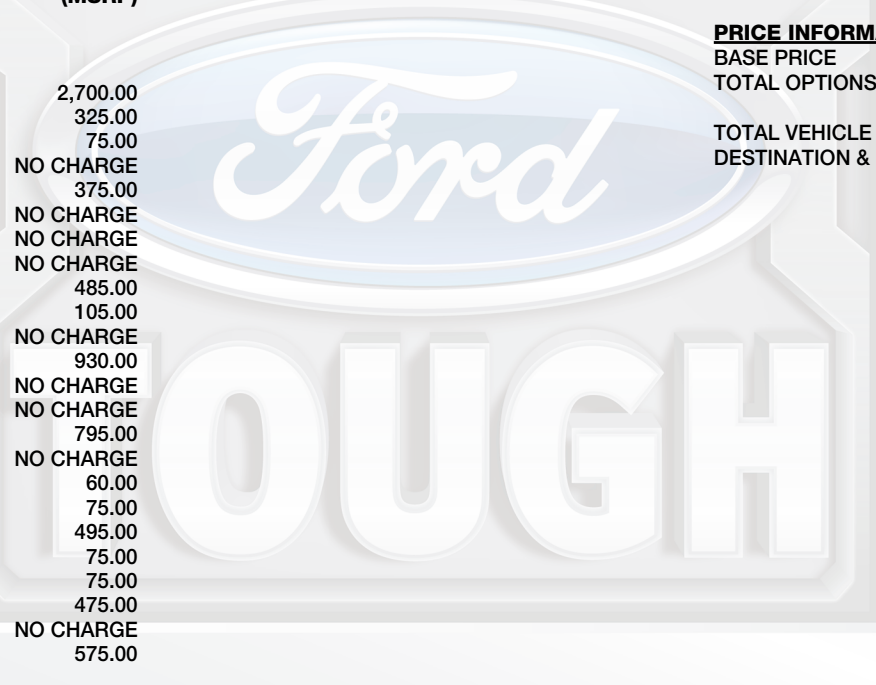 (MSRP)
2,700.00
325.00
75.00
NO CHARGE
375.00
NO CHARGE
NO CHARGE
NO CHARGE
485.00
105.00
NO CHARGE
930.00
NO CHARGE
NO CHARGE
795.00
NO CHARGE
60.00
75.00
495.00
75.00
75.00
475.00
NO CHARGE
575.00
PRICE INFORM
BASE PRICE
TOTAL OPTIONS
TOTAL VEHICLE
DESTINATION &
Ford
TOUGH